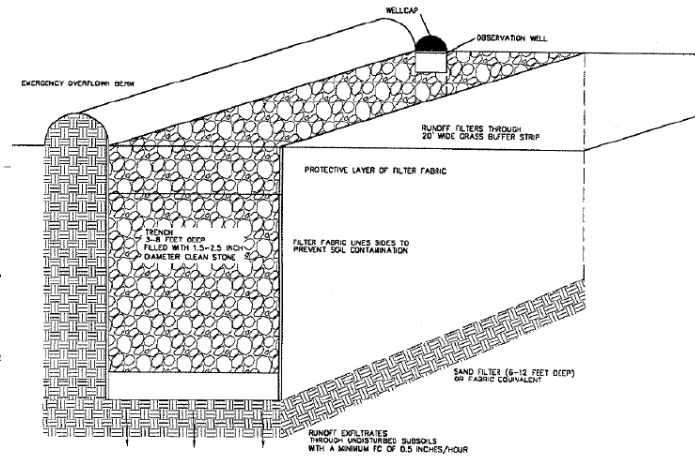 WELLCAP
OBSERVATION WELL
EMERGENCY OVERFLOW BERM
RUNOFF FILTERS THROUGH
20' WIDE GRASS BUFFER STRIP
PROTECTIVE LAYER OF FILTER FABRIC
TRENCH
3-8 FEET DEEP
FILLED WITH 1.5-2.5 INCH
DIAMETER CLEAN STONE
FILTER FABRIC LINES SIDES TO
PREVENT SOIL CONTAMINATION
SAND FILTER (6-12 FEET DEEP)
OR FABRIC EQUIVALENT
RUNOFF EXFILTRATES
THROUGH UNDISTURBED SUBSOILS
WITH A MINIMUM FC OF 0.5 INCHES/HOUR